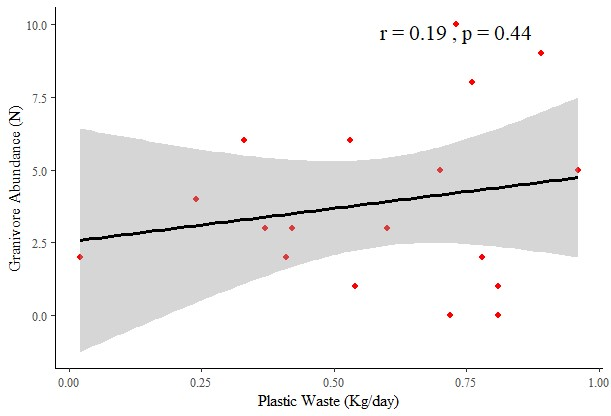 r = 0.19 , p = 0.44
10.0
7.5
5.0
2.5
0.0
Granivore Abundance (N)
0.00 0.25 0.50 0.75 1.00
Plastic Waste (Kg/day)